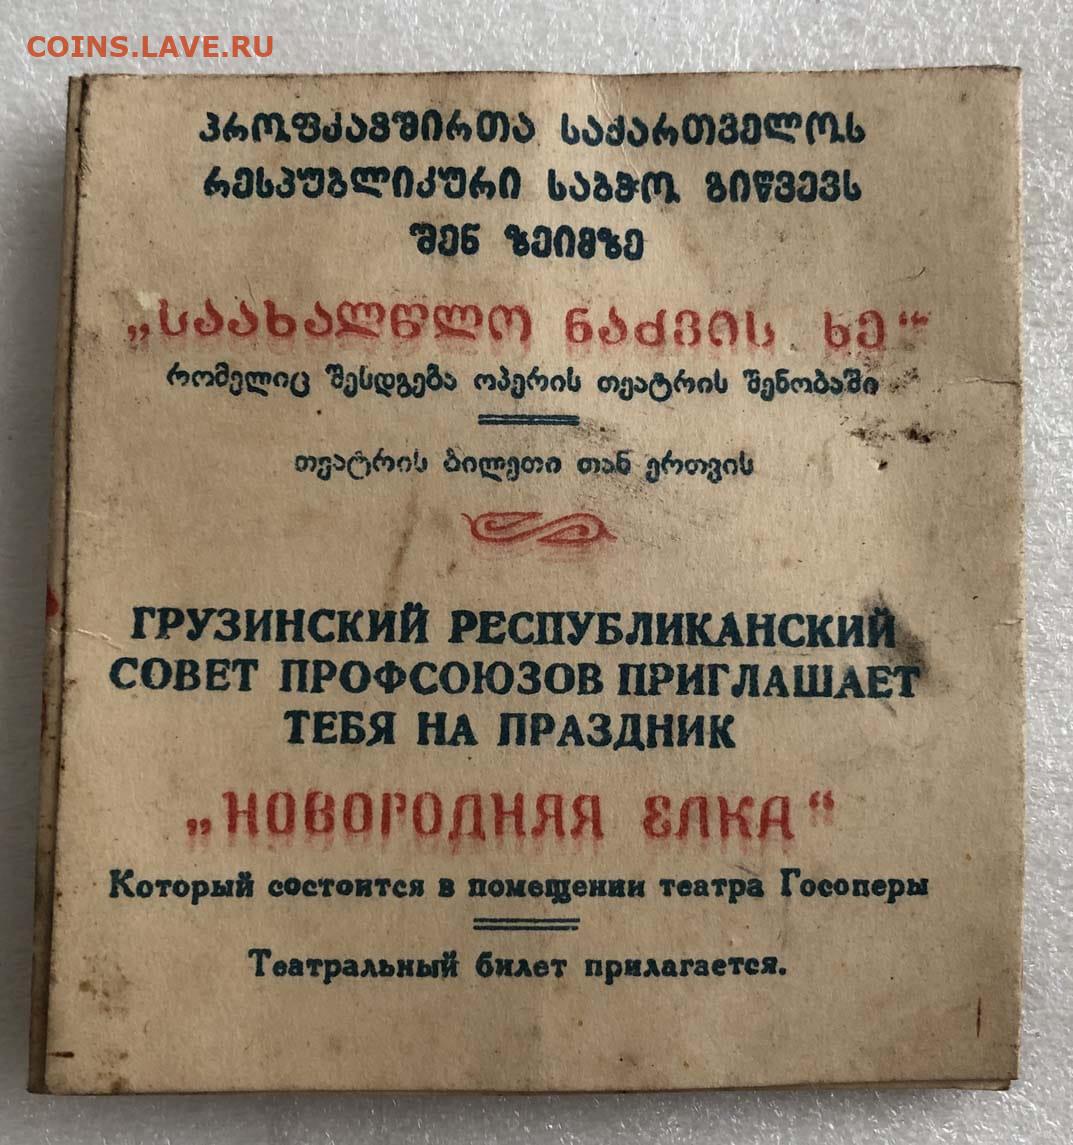 COINS.LAVE.RU
პროფკავშირთა საქართველოს
რესპუბლიკური საბჭო გიწვევს
შენ ზეიმზე
„საახალწლო ნაძვის ხე“
რომელიც შესდგება ოპერის თეატრის შენობაში
თეატრის ბილეთი თან ერთვის
ГРУЗИНСКИЙ РЕСПУБЛИКАНСКИЙ
СОВЕТ ПРОФСОЮЗОВ ПРИГЛАШАЕТ
ТЕБЯ НА ПРАЗДНИК
„НОВОГОДНЯЯ ЕЛКА“
Который состоится в помещении театра Госоперы
Театральный билет прилагается.